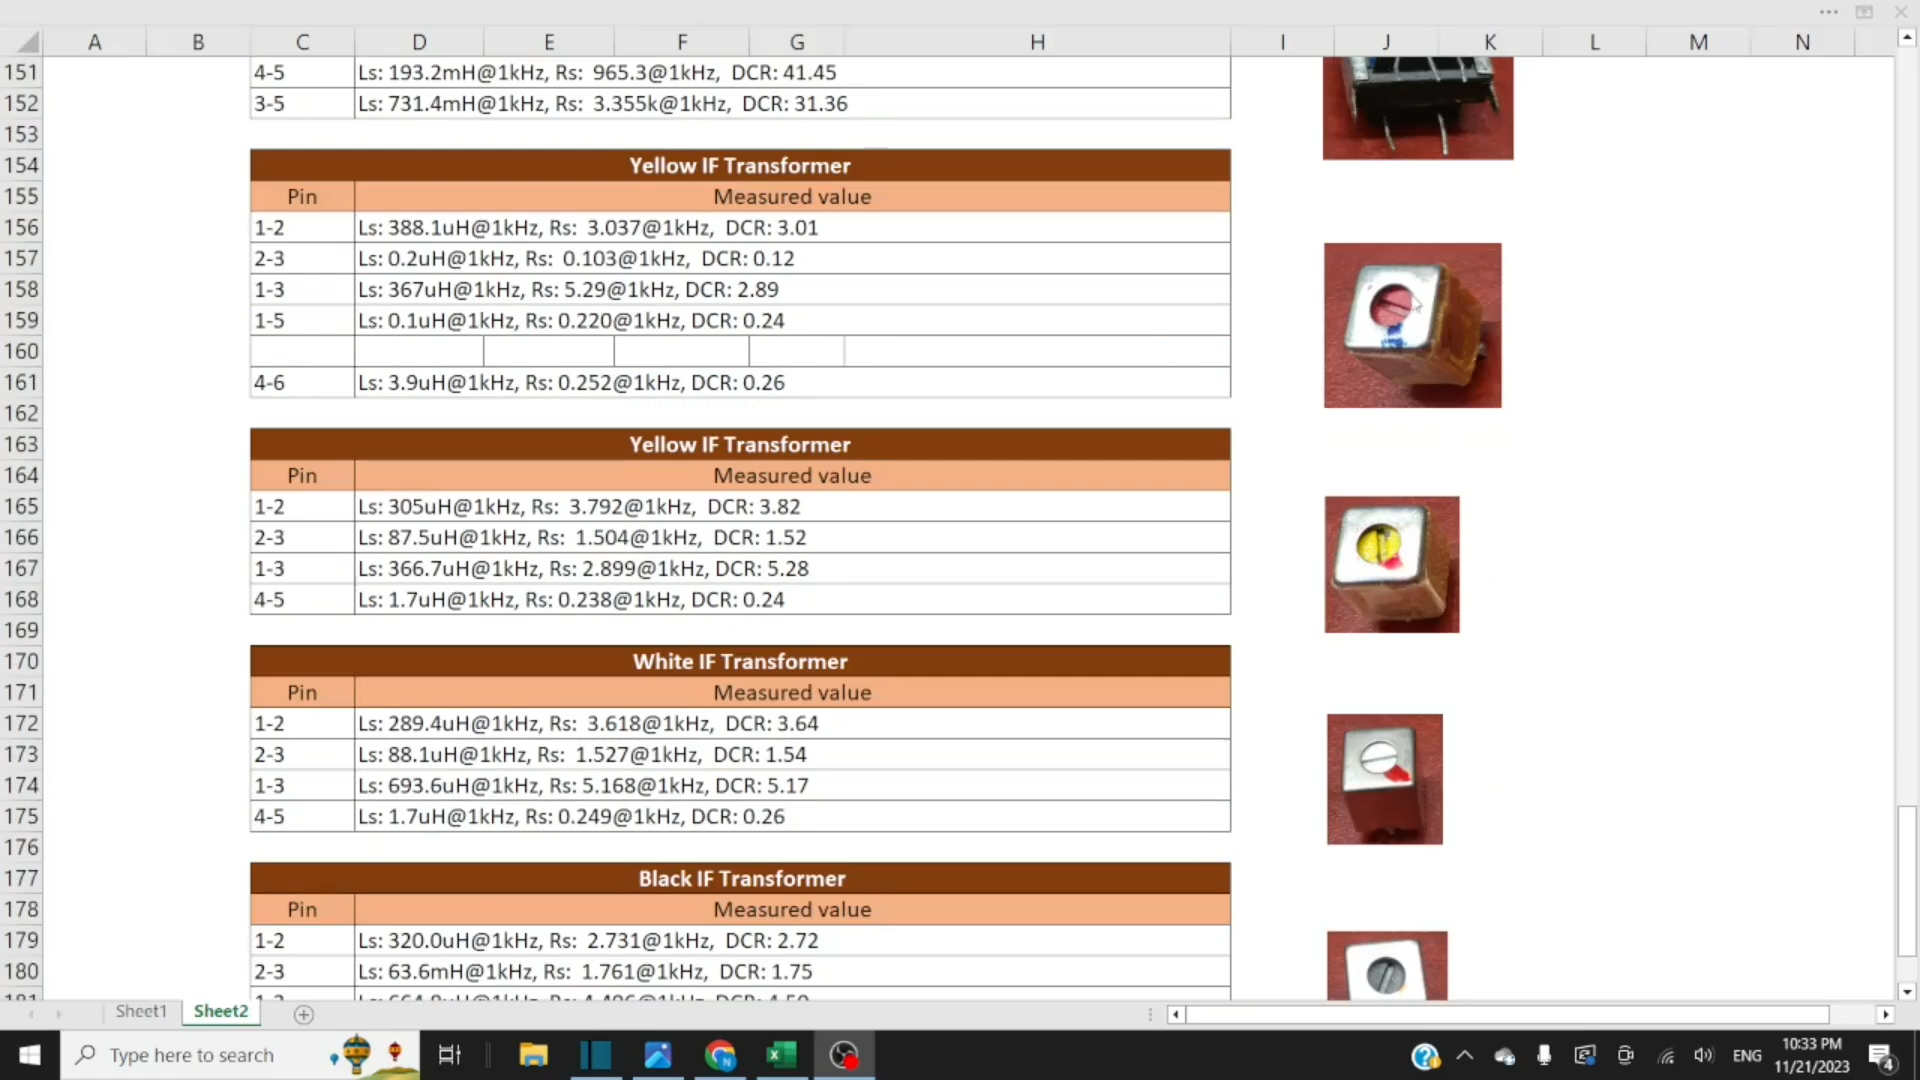 A B C D E F G H I J K L M N
151 4-5 Ls: 193.2mH@1kHz, Rs: 965.3@1kHz, DCR: 41.45
152 3-5 Ls: 731.4mH@1kHz, Rs: 3.355k@1kHz, DCR: 31.36
153
154 Yellow IF Transformer
155 Pin Measured value
156 1-2 Ls: 388.1uH@1kHz, Rs: 3.037@1kHz, DCR: 3.01
157 2-3 Ls: 0.2uH@1kHz, Rs: 0.103@1kHz, DCR: 0.12
158 1-3 Ls: 367uH@1kHz, Rs: 5.29@1kHz, DCR: 2.89
159 1-5 Ls: 0.1uH@1kHz, Rs: 0.220@1kHz, DCR: 0.24
160
161 4-6 Ls: 3.9uH@1kHz, Rs: 0.252@1kHz, DCR: 0.26
162
163 Yellow IF Transformer
164 Pin Measured value
165 1-2 Ls: 305uH@1kHz, Rs: 3.792@1kHz, DCR: 3.82
166 2-3 Ls: 87.5uH@1kHz, Rs: 1.504@1kHz, DCR: 1.52
167 1-3 Ls: 366.7uH@1kHz, Rs: 2.899@1kHz, DCR: 5.28
168 4-5 Ls: 1.7uH@1kHz, Rs: 0.238@1kHz, DCR: 0.24
169
170 White IF Transformer
171 Pin Measured value
172 1-2 Ls: 289.4uH@1kHz, Rs: 3.618@1kHz, DCR: 3.64
173 2-3 Ls: 88.1uH@1kHz, Rs: 1.527@1kHz, DCR: 1.54
174 1-3 Ls: 693.6uH@1kHz, Rs: 5.168@1kHz, DCR: 5.17
175 4-5 Ls: 1.7uH@1kHz, Rs: 0.249@1kHz, DCR: 0.26
176
177 Black IF Transformer
178 Pin Measured value
179 1-2 Ls: 320.0uH@1kHz, Rs: 2.731@1kHz, DCR: 2.72
180 2-3 Ls: 63.6mH@1kHz, Rs: 1.761@1kHz, DCR: 1.75
Sheet1 Sheet2
Type here to search
ENG
10:33 PM
11/21/2023
4